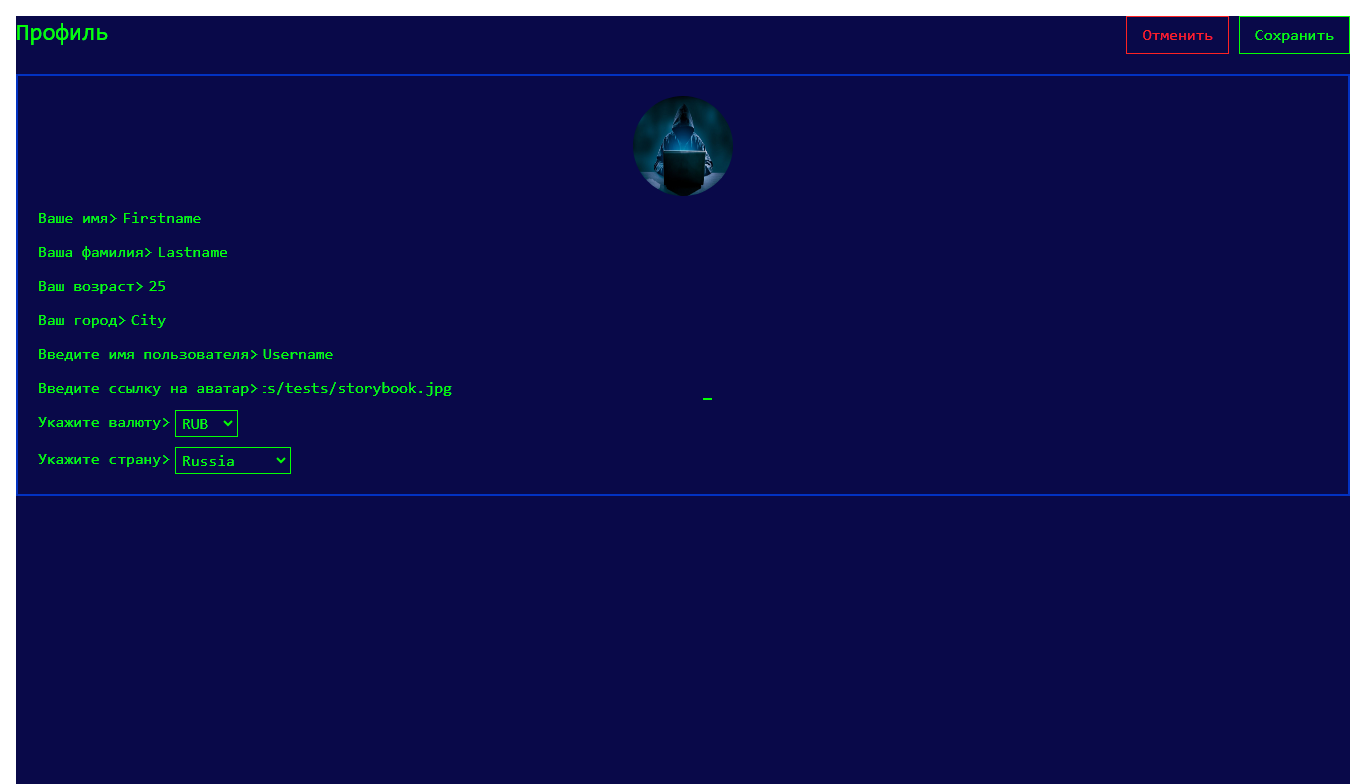 Профиль
Отменить
Сохранить
Ваше имя> Firstname
Ваша фамилия> Lastname
Ваш возраст> 25
Ваш город> City
Введите имя пользователя> Username
Введите ссылку на аватар> :s/tests/storybook.jpg
Укажите валюту> RUB
Укажите страну> Russia